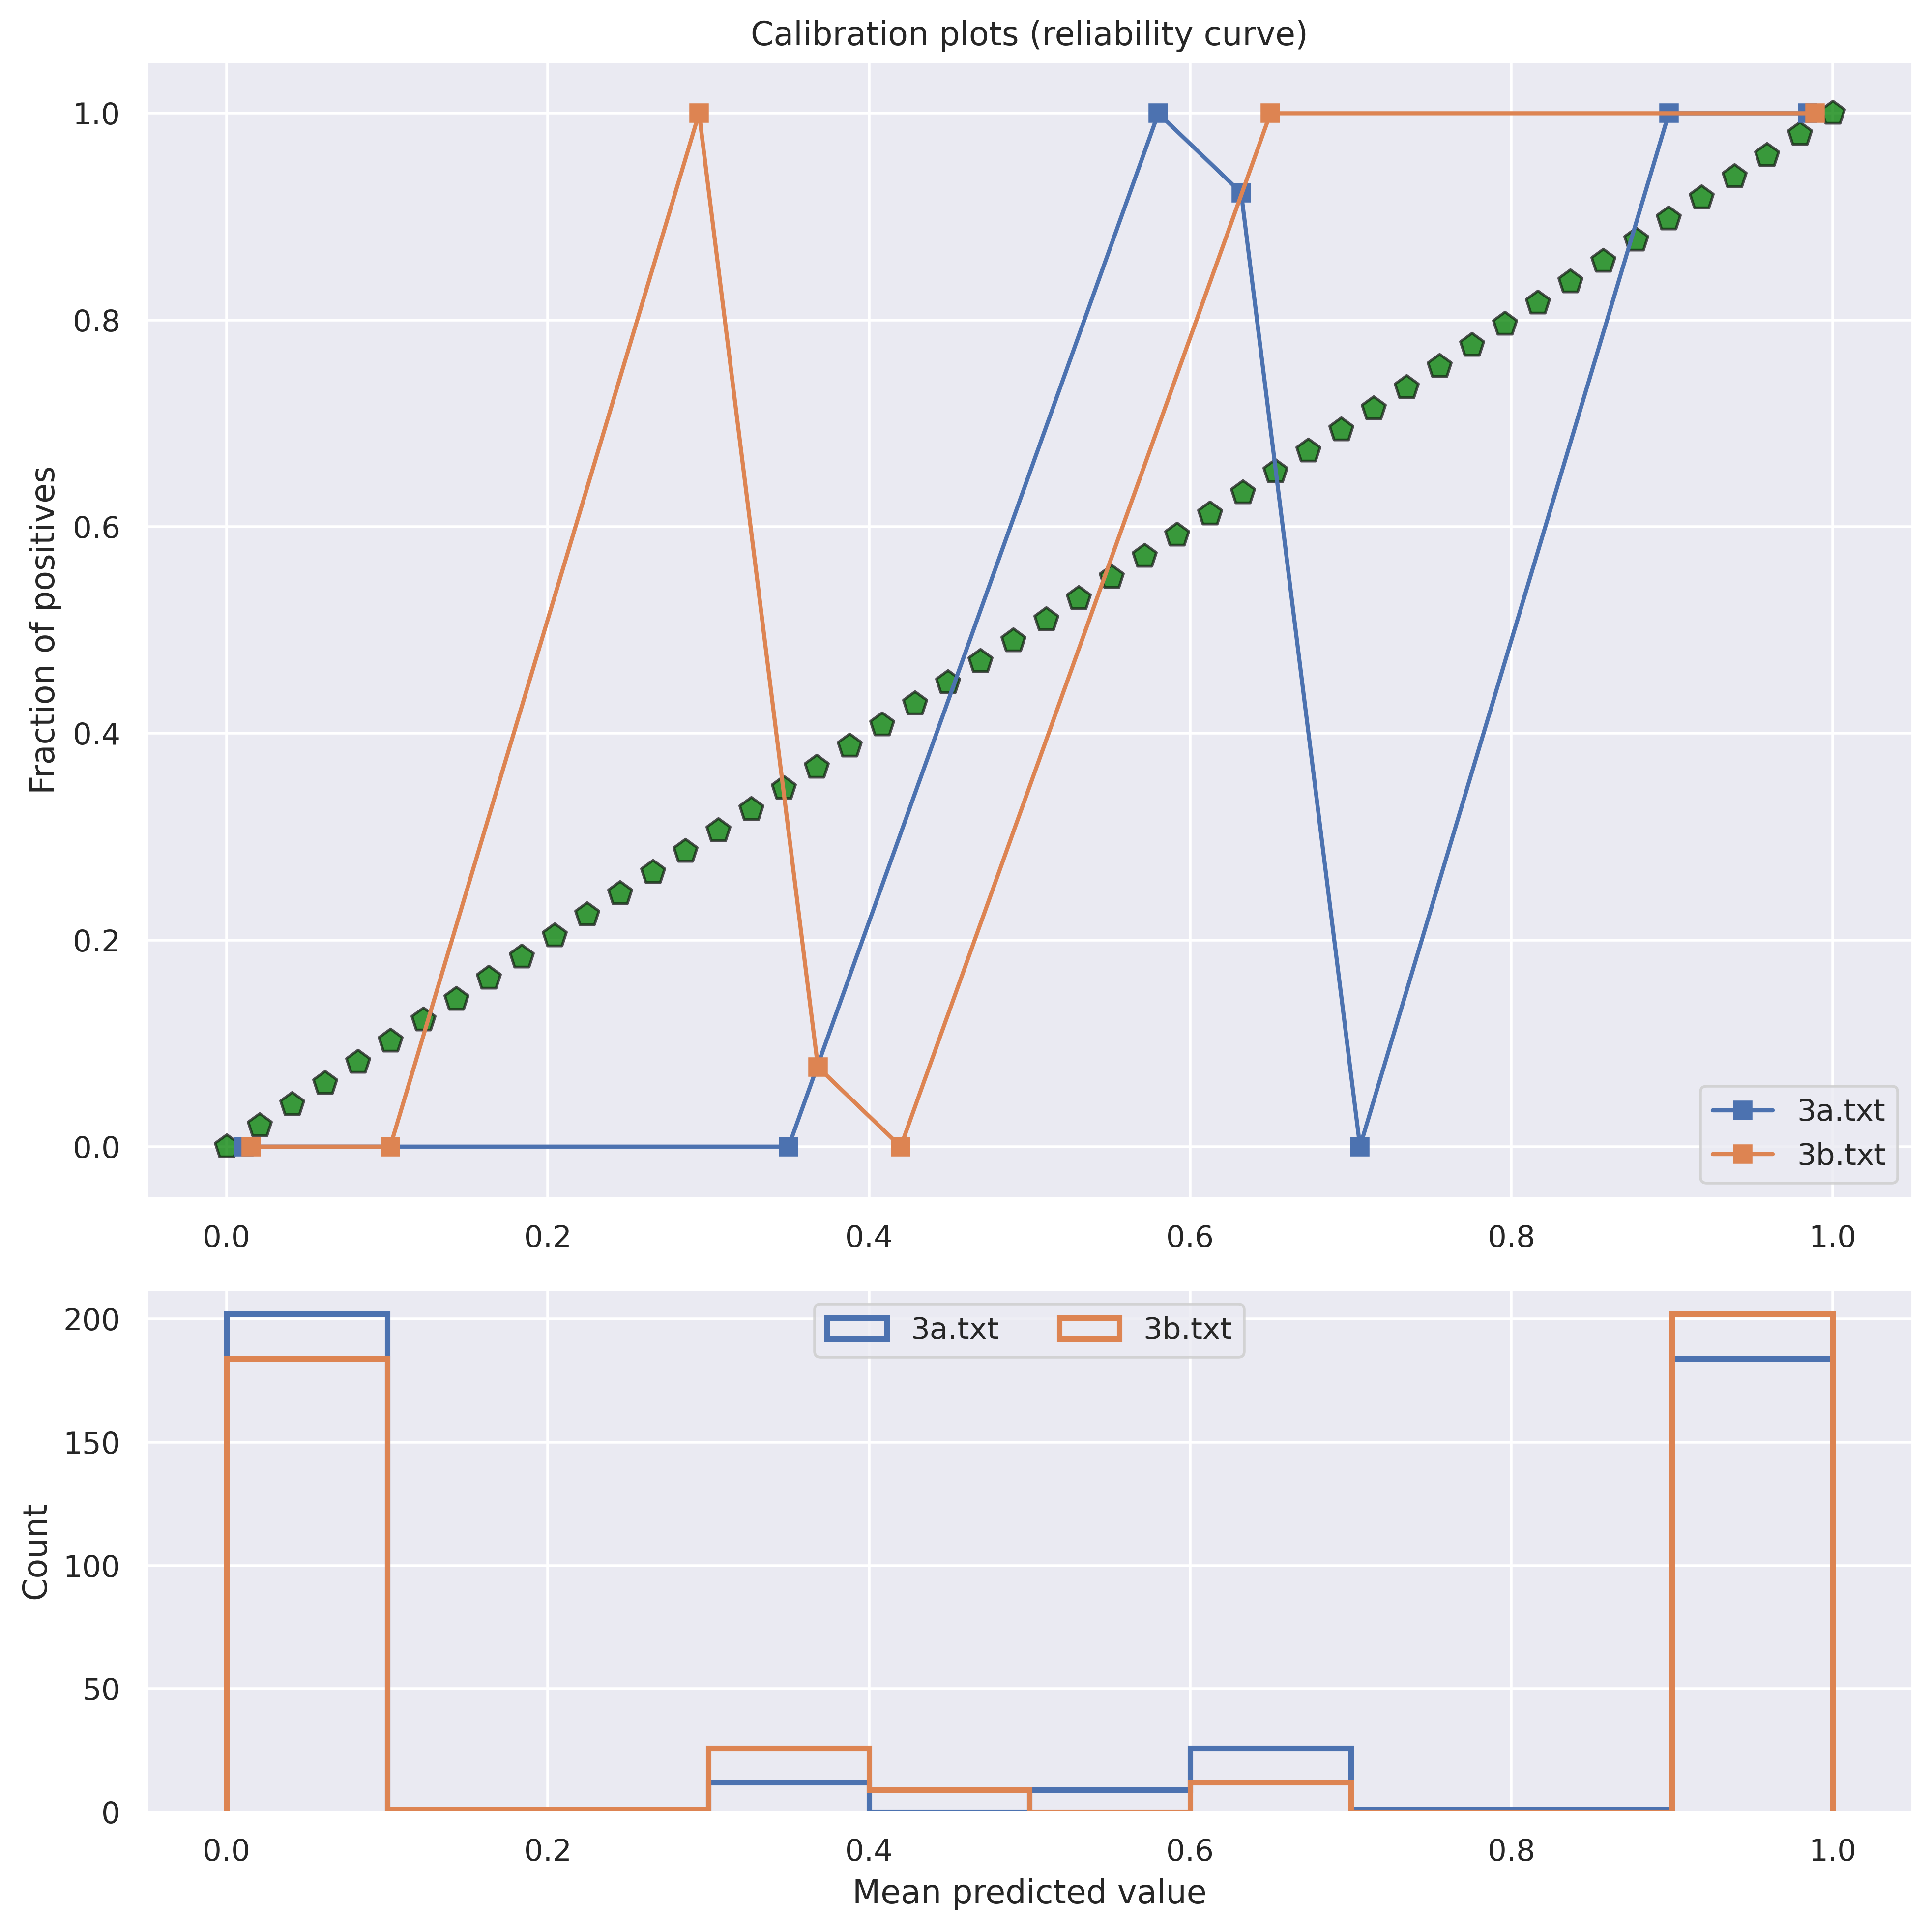 Calibration plots (reliability curve)
1.0
0.8
0.6
0.4
0.2
0.0
Fraction of positives
3a.txt
3b.txt
0.0 0.2 0.4 0.6 0.8 1.0
200
150
100
50
0
Count
3a.txt 3b.txt
0.0 0.2 0.4 0.6 0.8 1.0
Mean predicted value